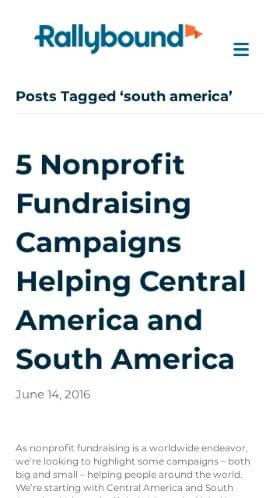 Rallybound
Posts Tagged ‘south america’
5 Nonprofit
Fundraising
Campaigns
Helping Central
America and
South America
June 14, 2016
As nonprofit fundraising is a worldwide endeavor,
we’re looking to highlight some campaigns – both
big and small – helping people around the world.
We’re starting with Central America and South